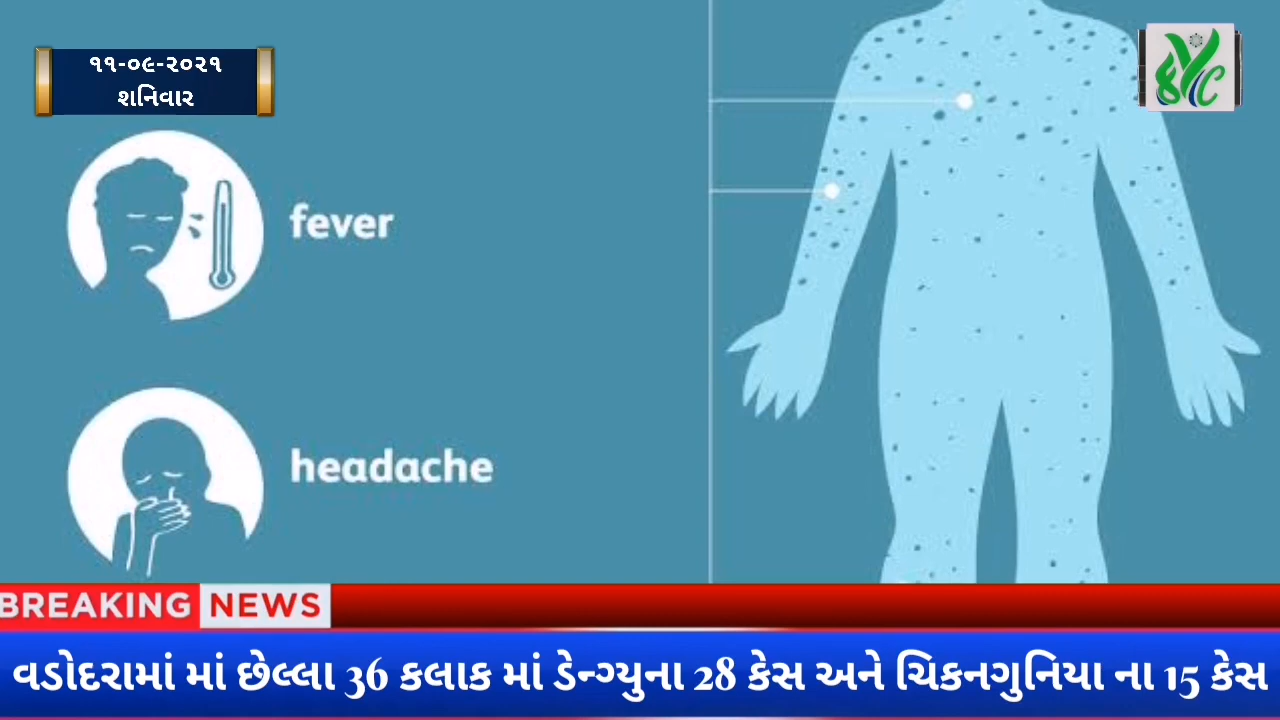 ૧૧-૦૯-૨૦૨૧
શનિવાર
fever
headache
BREAKING NEWS
વડોદરામાં માં છેલ્લા 36 કલાક માં ડેન્ગ્યુના 28 કેસ અને ચિકનગુનિયા ના 15 કેસ